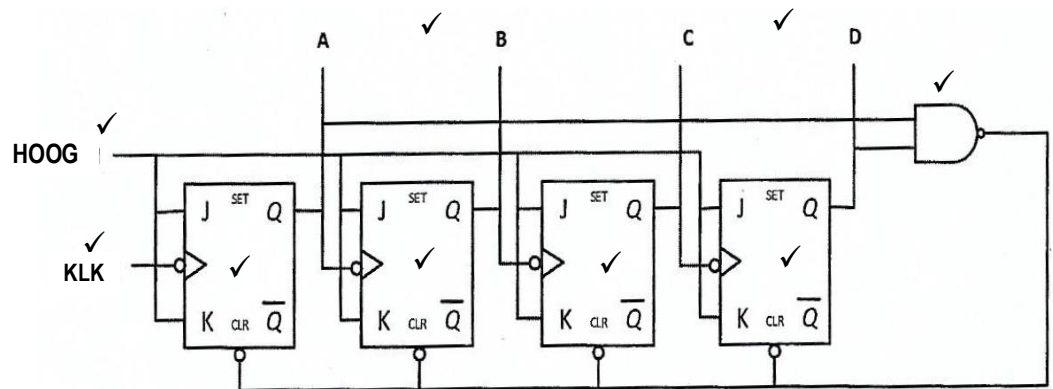 A B C D
HOOG
J SET Q J SET Q J SET Q J SET Q
KLK
K CLR Q̅ K CLR Q̅ K CLR Q̅ K CLR Q̅